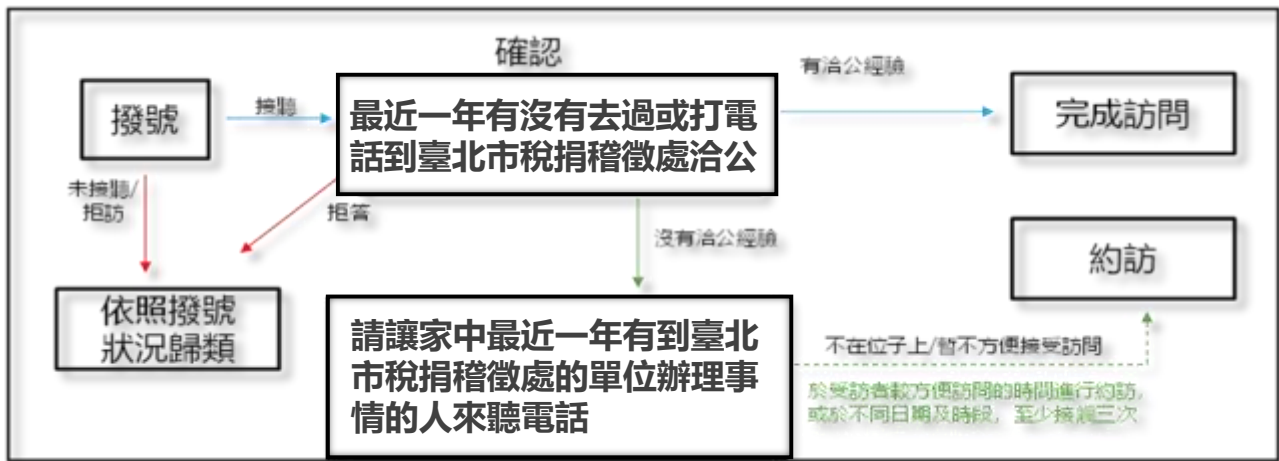 確認
撥號
接聽
最近一年有沒有去過或打電
話到臺北市稅捐稽徵處洽公
有洽公經驗
完成訪問
未接聽/
拒訪
拒答
沒有洽公經驗
約訪
依照撥號
狀況歸類
請讓家中最近一年有到臺北
市稅捐稽徵處的單位辦理事
情的人來聽電話
不在位子上/暫不方便接受訪問
於受訪者較方便訪問的時間進行約訪，
或於不同日期及時段，至少接觸三次